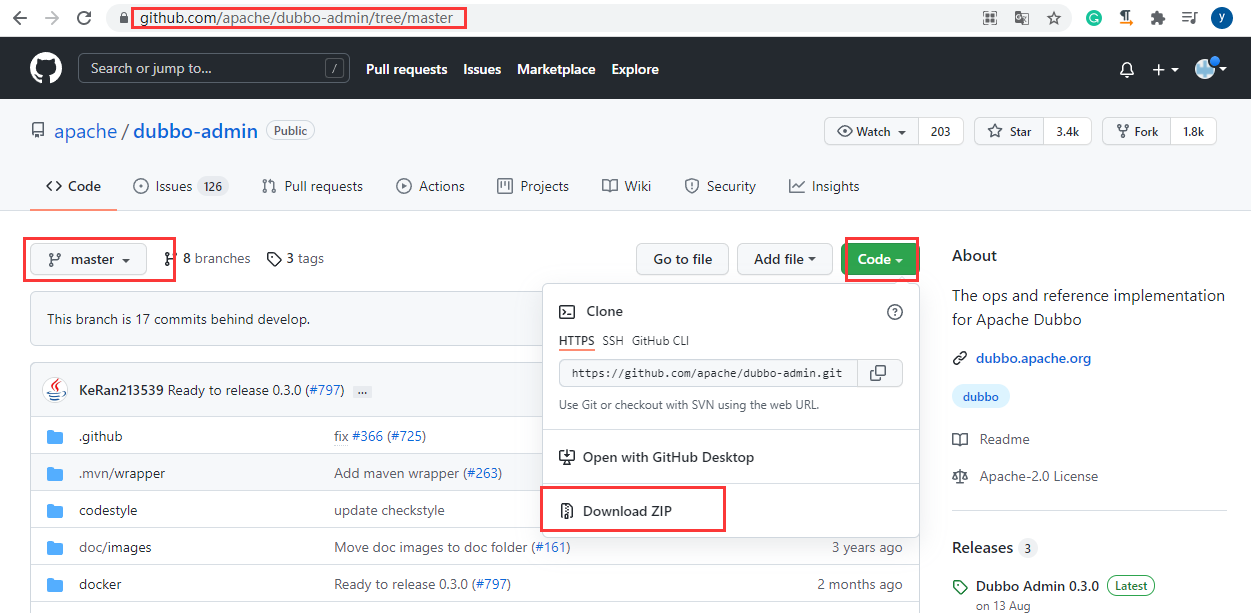 github.com/apache/dubbo-admin/tree/master
y
Search or jump to... /
Pull requests Issues Marketplace Explore
apache / dubbo-admin Public
Watch 203 Star 3.4k Fork 1.8k
Code Issues 126 Pull requests Actions Projects Wiki Security Insights
master 8 branches 3 tags Go to file Add file Code
About
The ops and reference implementation
for Apache Dubbo
dubbo.apache.org
dubbo
Readme
Apache-2.0 License
Releases 3
Dubbo Admin 0.3.0 Latest
on 13 Aug
Clone
HTTPS SSH GitHub CLI
https://github.com/apache/dubbo-admin.git
Use Git or checkout with SVN using the web URL.
Open with GitHub Desktop
Download ZIP
This branch is 17 commits behind develop.
KeRan213539 Ready to release 0.3.0 (#797) ...
.github fix #366 (#725)
.mvn/wrapper Add maven wrapper (#263)
codestyle update checkstyle
doc/images Move doc images to doc folder (#161) 3 years ago
docker Ready to release 0.3.0 (#797) 2 months ago